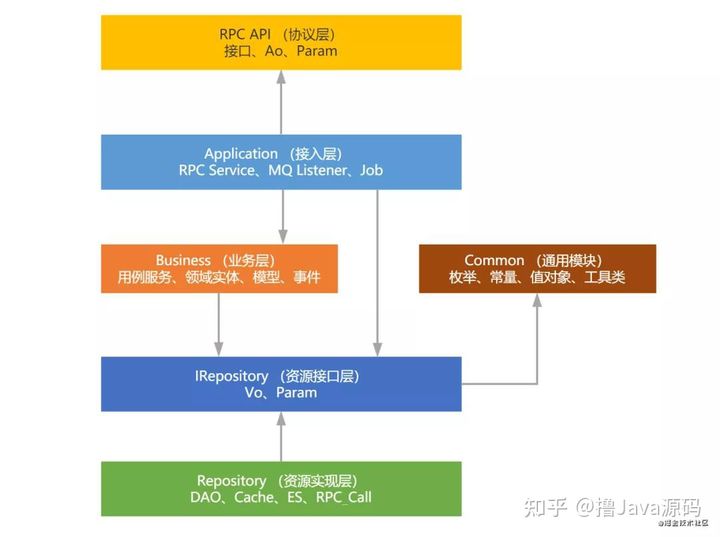 RPC API （协议层）
接口、Ao、Param
Application （接入层）
RPC Service、MQ Listener、Job
Business （业务层）
用例服务、领域实体、模型、事件
Common （通用模块）
枚举、常量、值对象、工具类
IRepository （资源接口层）
Vo、Param
Repository （资源实现层）
DAO、Cache、ES、RPC_Call
知乎 @撸Java源码
@掘金技术社区